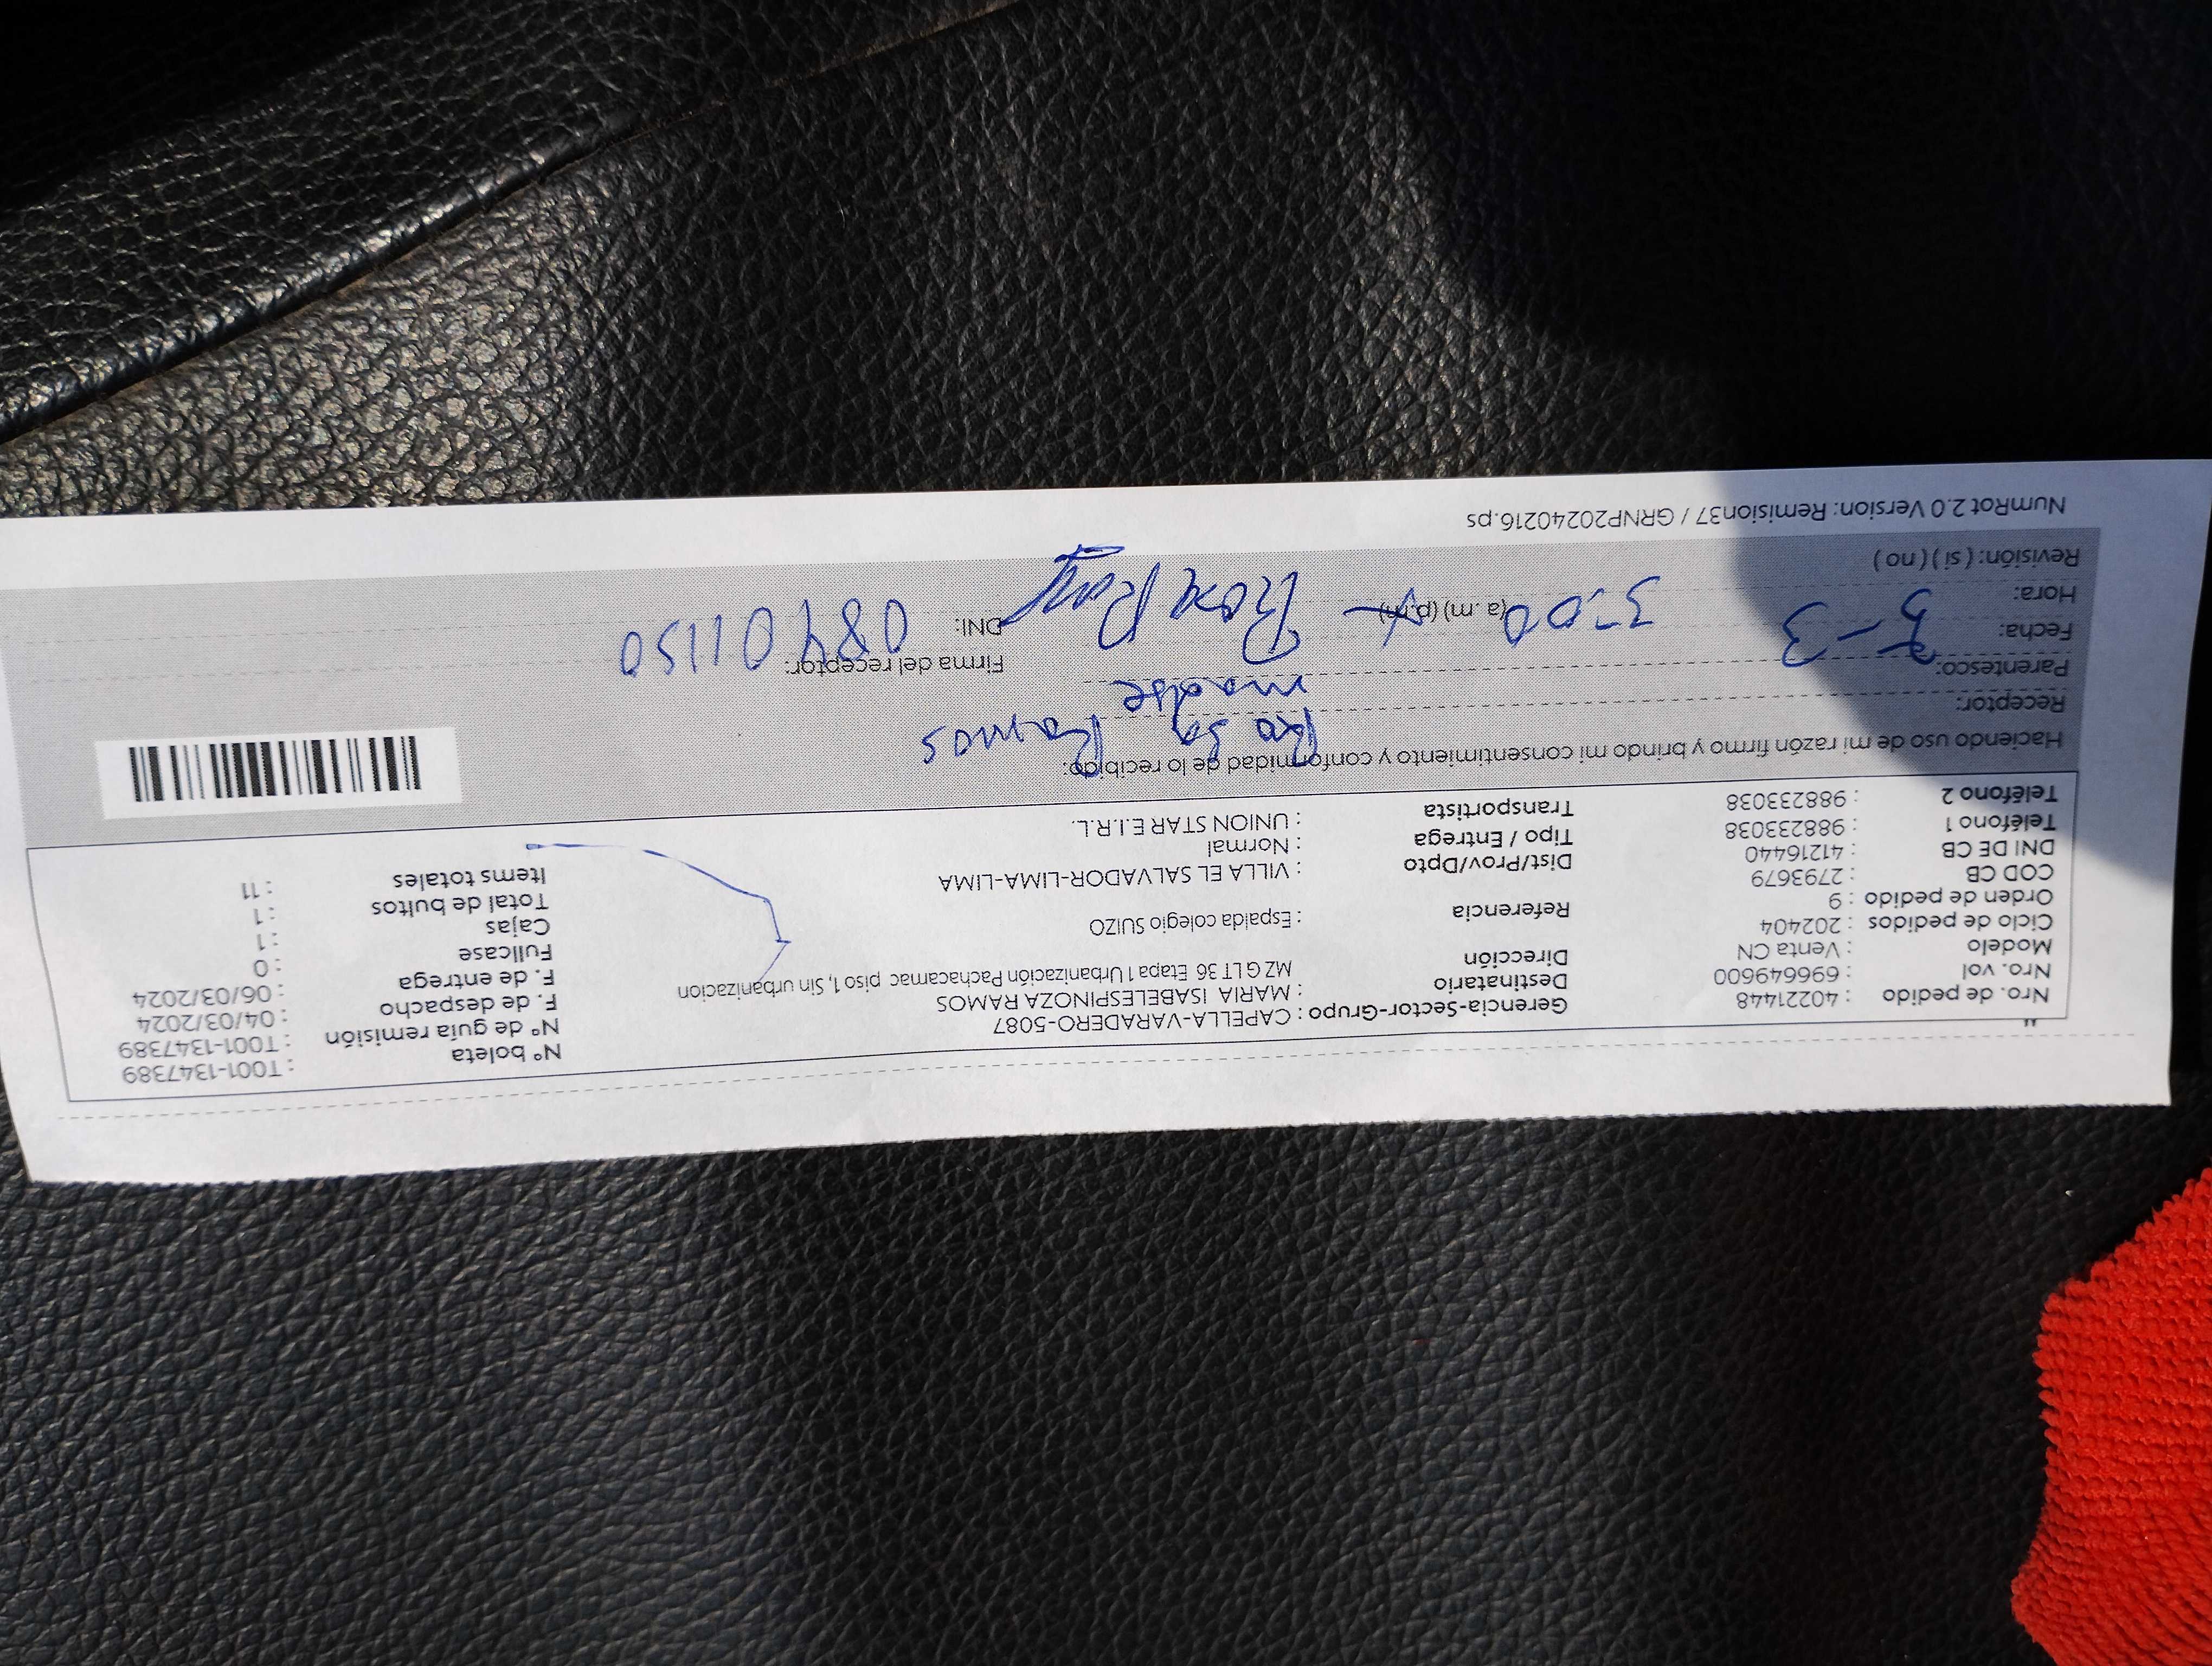 Nro. de pedido : 40221448
Nro. vol : 696649600
Modelo : Venta CN
Ciclo de pedidos : 202404
Orden de pedido : 9
COD CB : 2793679
DNI DE CB : 41216440
Teléfono 1 : 988233038
Teléfono 2 : 988233038
Gerencia-Sector-Grupo : CAPELLA-VARADERO-5087
Destinatario : MARIA ISABELESPINOZA RAMOS
Dirección MZ G LT 36 Etapa 1 Urbanización Pachacamac piso, 1, Sin urbanizacion
Referencia : Espalda colegio SUIZO
Dist/Prov/Dpto : VILLA EL SALVADOR-LIMA-LIMA
Tipo / Entrega : Normal
Transportista : UNION STAR E.I.R.L.
N° boleta : T001-1347389
N° de guía remisión : T001-1347389
F. de despacho : 04/03/2024
F. de entrega : 06/03/2024
Fullcase : 0
Cajas : 1
Total de bultos : 1
Items totales : 11
Haciendo uso de mi razón firmo y brindo mi consentimiento y conformidad de lo recibido:
Receptor: Rosa Ramos
Parentesco: madre
Fecha: 5-3
Hora: 3:00 (a. m) (p.m)
Revisión: ( si ) ( no )
Firma del receptor: Rosa
DNI: 08401150
NumRot 2.0 Version: Remision37 / GRNP20240216.ps